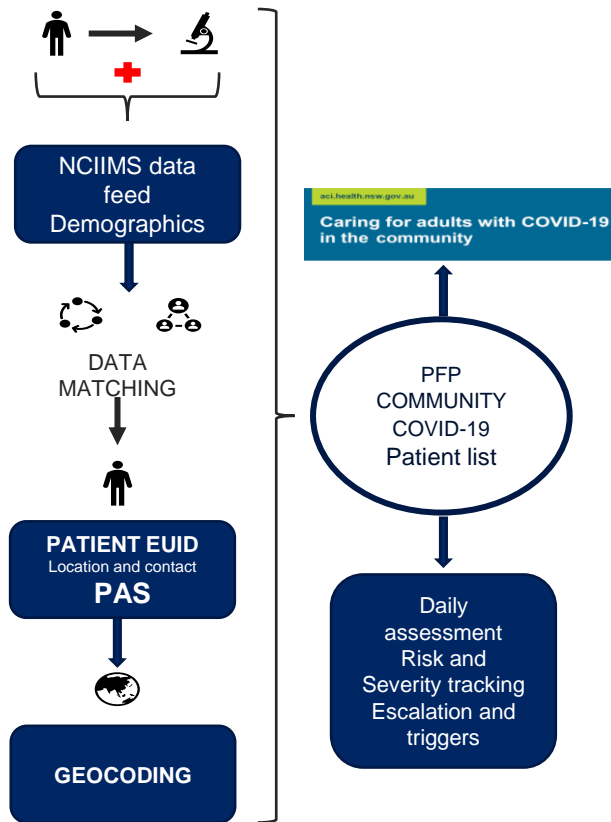 NCIIMS data
feed
Demographics
DATA
MATCHING
PATIENT EUID
Location and contact
PAS
GEOCODING
aci.health.nsw.gov.au
Caring for adults with COVID-19
in the community
PFP
COMMUNITY
COVID-19
Patient list
Daily
assessment
Risk and
Severity tracking
Escalation and
triggers